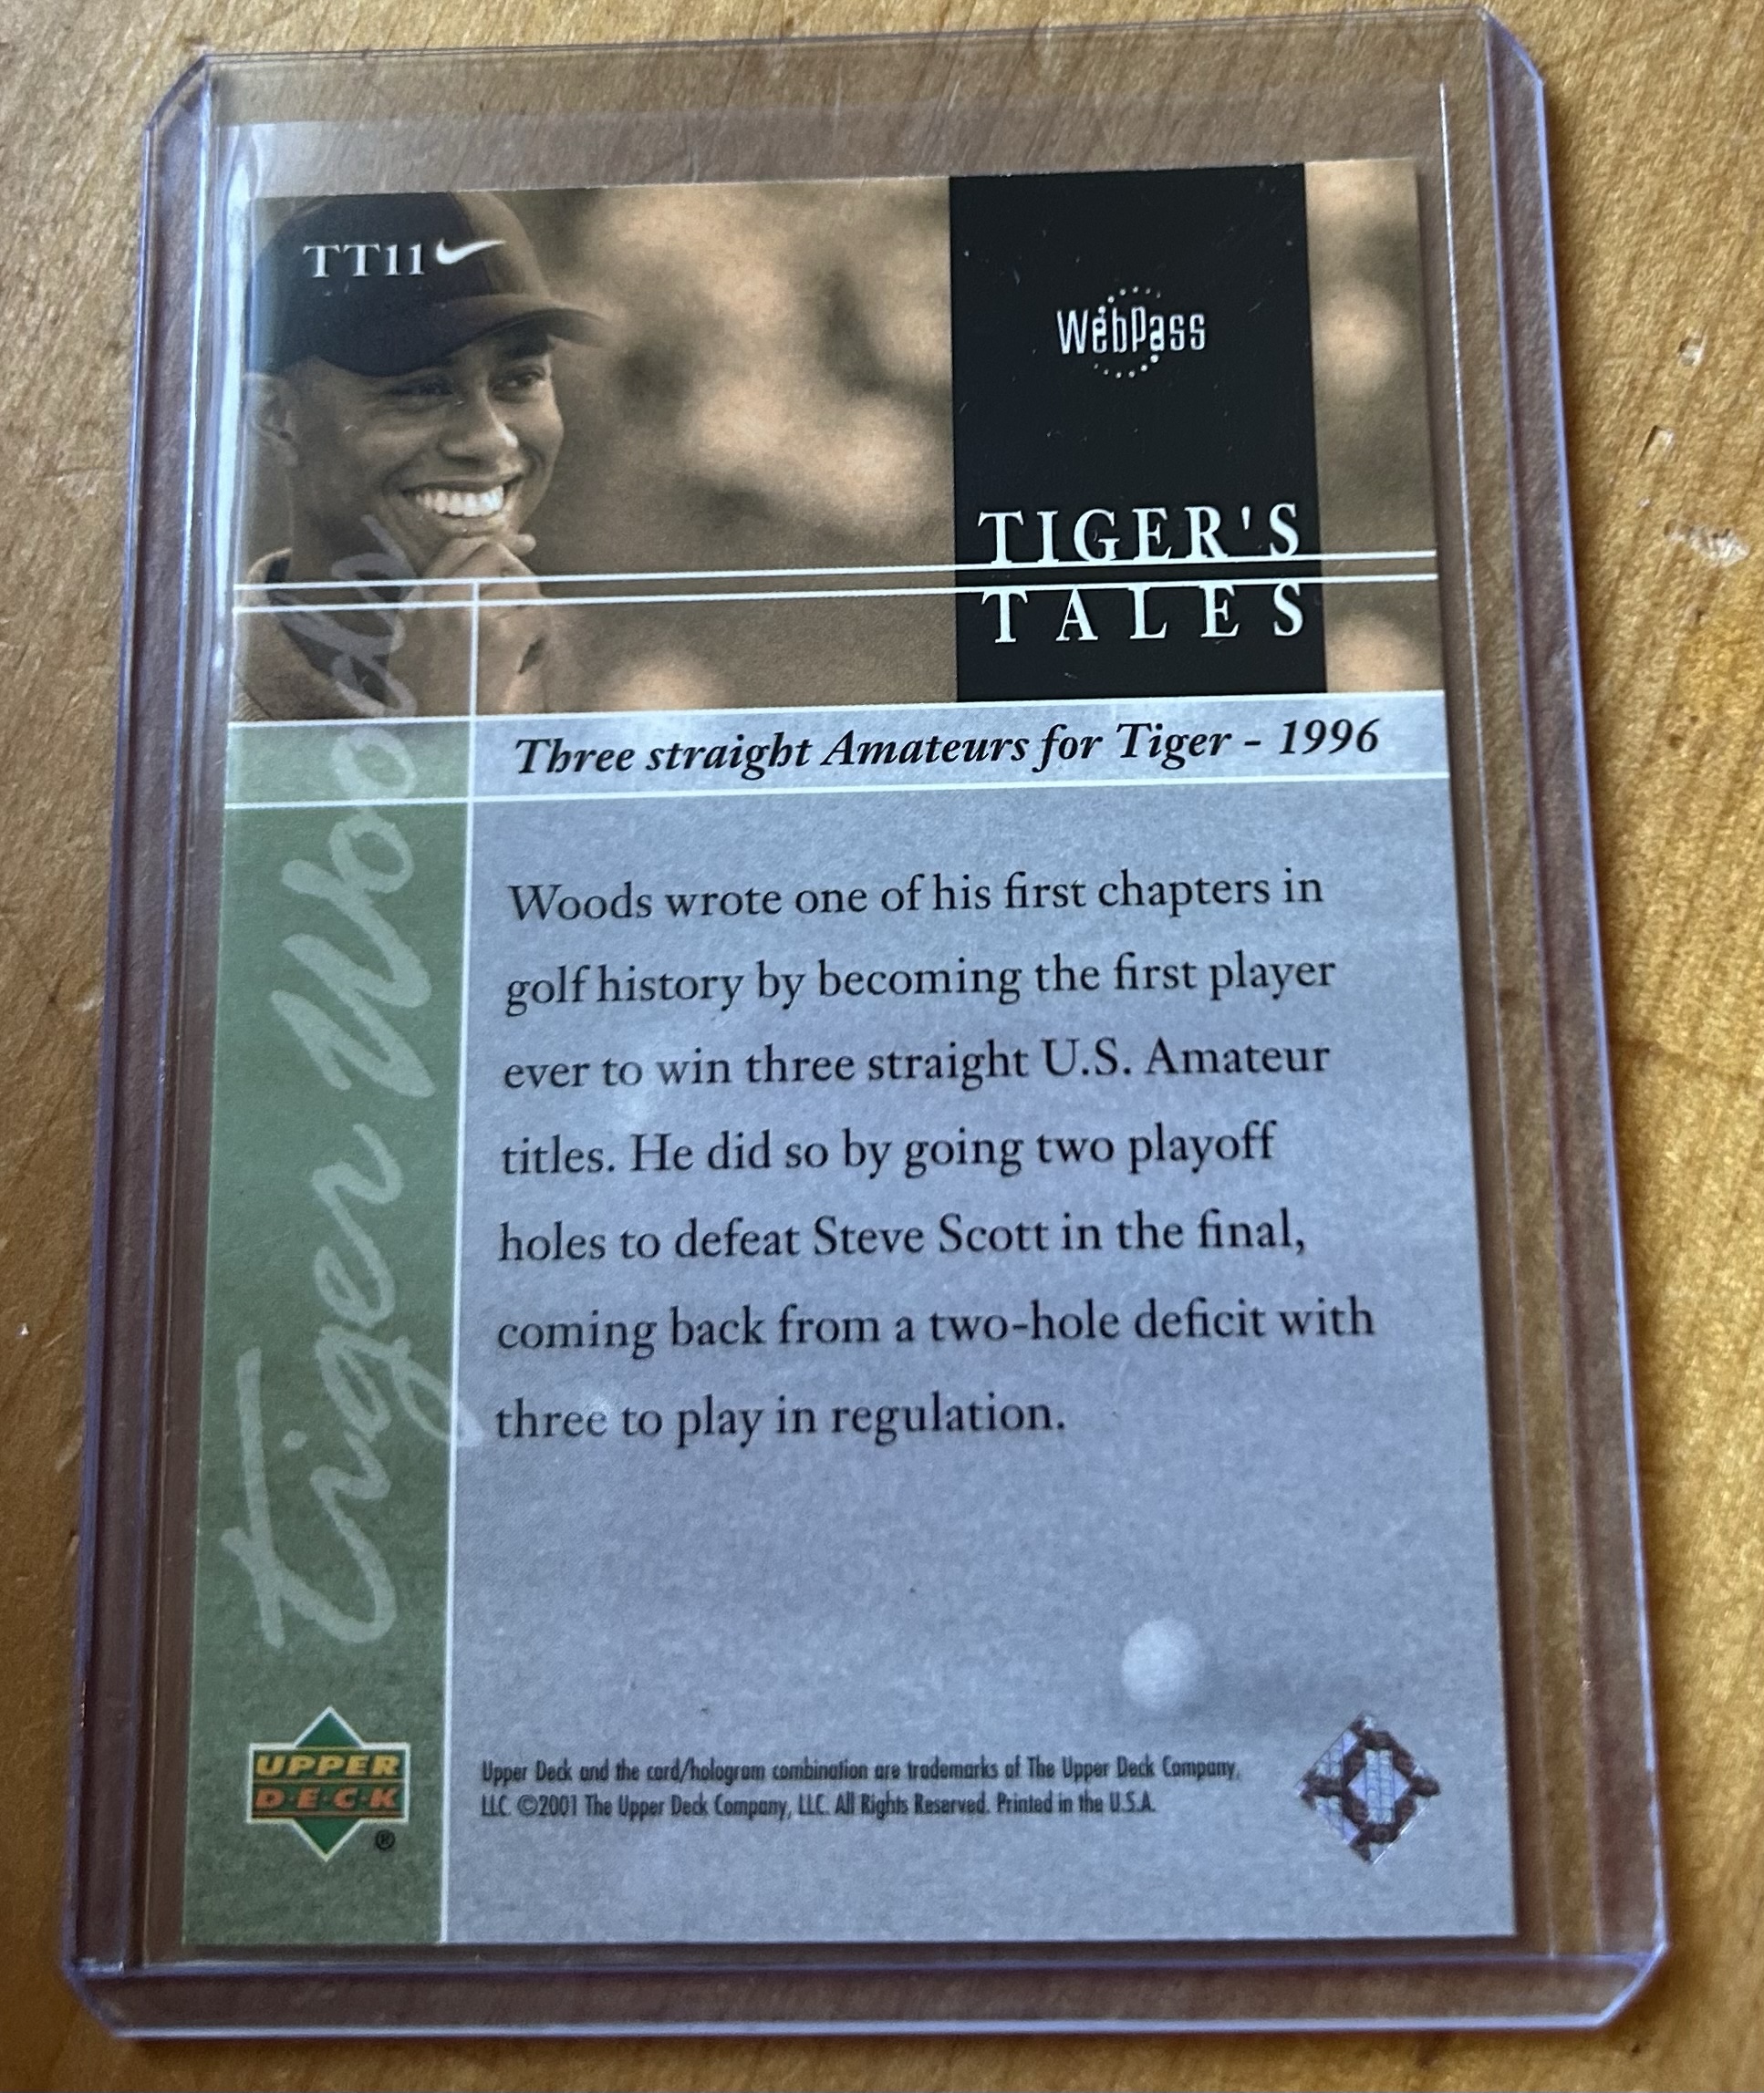 TT11
WebPass
TIGER'S
TALES
Three straight Amateurs for Tiger - 1996
Tiger Woods
Woods wrote one of his first chapters in
golf history by becoming the first player
ever to win three straight U.S. Amateur
titles. He did so by going two playoff
holes to defeat Steve Scott in the final,
coming back from a two-hole deficit with
three to play in regulation.
UPPER
D·E·C·K
®
Upper Deck and the card/hologram combination are trademarks of The Upper Deck Company,
LLC. ©2001 The Upper Deck Company, LLC. All Rights Reserved. Printed in the U.S.A.